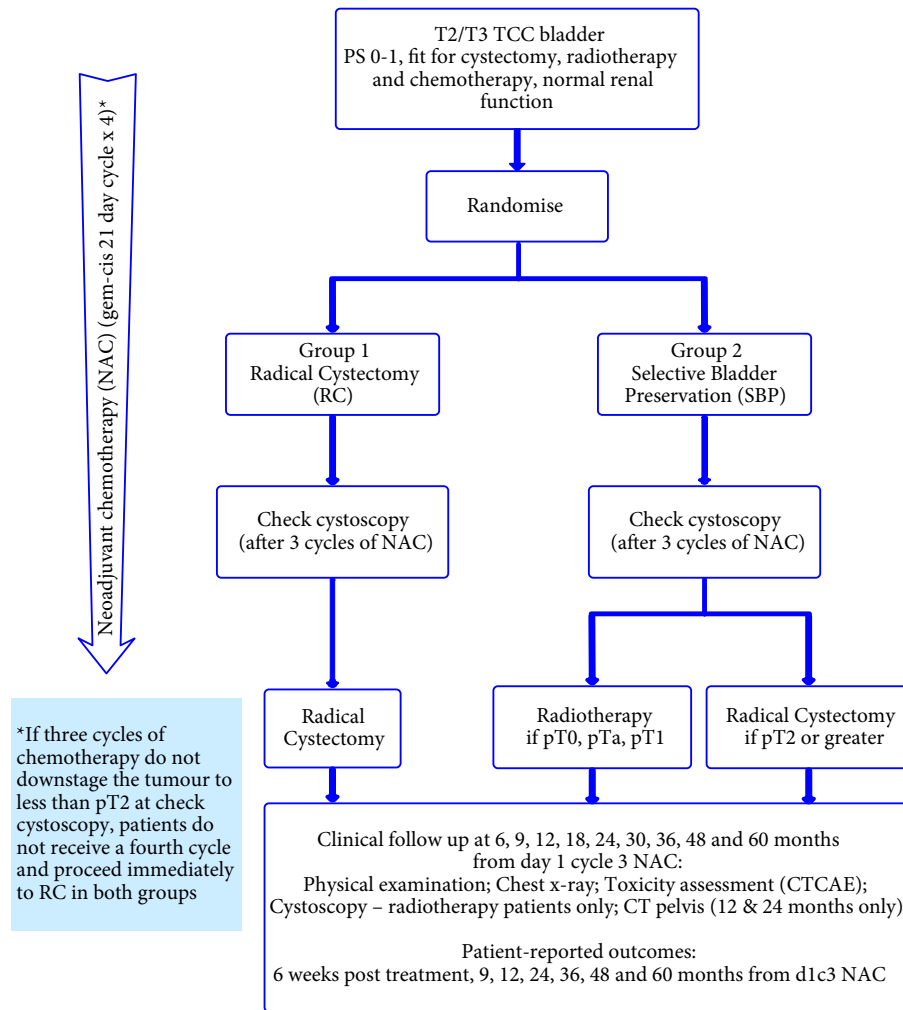 T2/T3 TCC bladder
PS 0-1, fit for cystectomy, radiotherapy
and chemotherapy, normal renal
function
Neoadjuvant chemotherapy (NAC) (gem-cis 21 day cycle x 4)*
Randomise
Group 1
Radical Cystectomy
(RC)
Group 2
Selective Bladder
Preservation (SBP)
Check cystoscopy
(after 3 cycles of NAC)
Check cystoscopy
(after 3 cycles of NAC)
Radical
Cystectomy
Radiotherapy
if pT0, pTa, pT1
Radical Cystectomy
if pT2 or greater
*If three cycles of
chemotherapy do not
downstage the tumour to
less than pT2 at check
cystoscopy, patients do
not receive a fourth cycle
and proceed immediately
to RC in both groups
Clinical follow up at 6, 9, 12, 18, 24, 30, 36, 48 and 60 months
from day 1 cycle 3 NAC:
Physical examination; Chest x-ray; Toxicity assessment (CTCAE);
Cystoscopy – radiotherapy patients only; CT pelvis (12 & 24 months only)
Patient-reported outcomes:
6 weeks post treatment, 9, 12, 24, 36, 48 and 60 months from d1c3 NAC